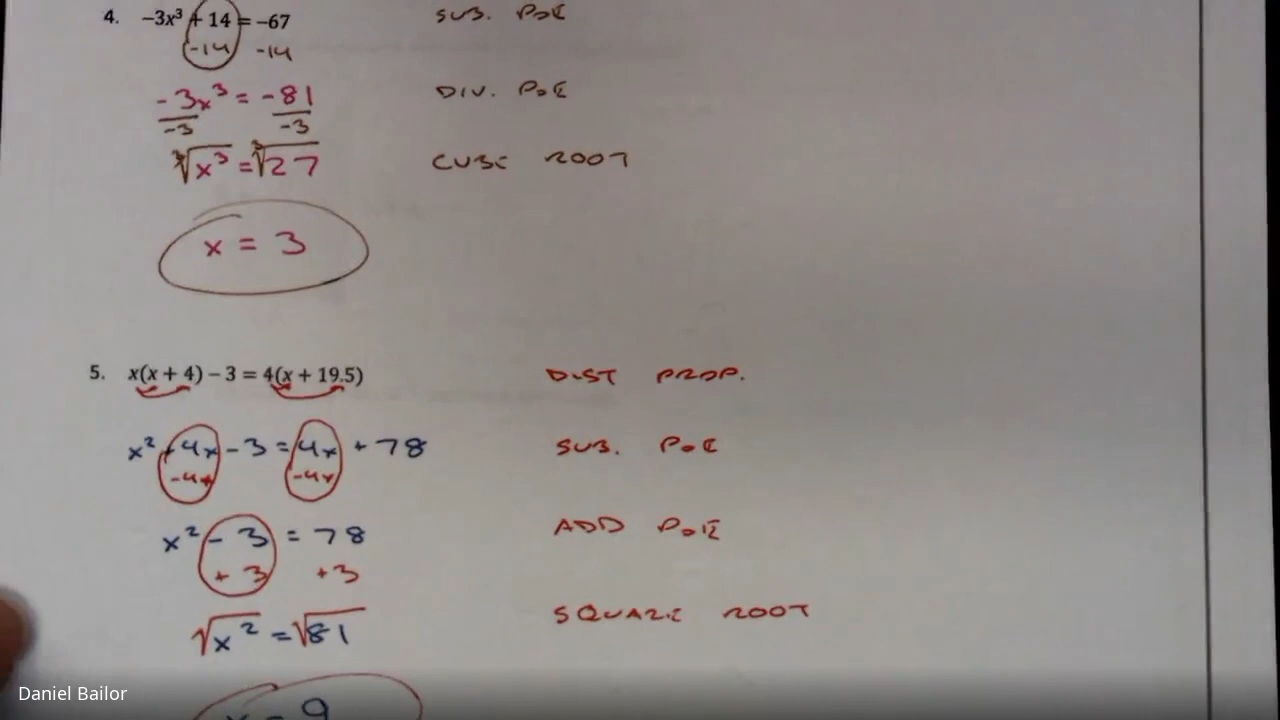 4. −3x³ + 14 = −67 SUB. PoE
-14 -14
-3x³ = -81 DIV. PoE
-3 -3
∛x³ = ∛27 CUBE ROOT
x = 3
5. x(x + 4) − 3 = 4(x + 19.5) DIST PROP.
x² + 4x - 3 = 4x + 78 SUB. PoE
-4x -4x
x² - 3 = 78 ADD PoE
+ 3 +3
√x² = √81 SQUARE ROOT
x = 9
Daniel Bailor